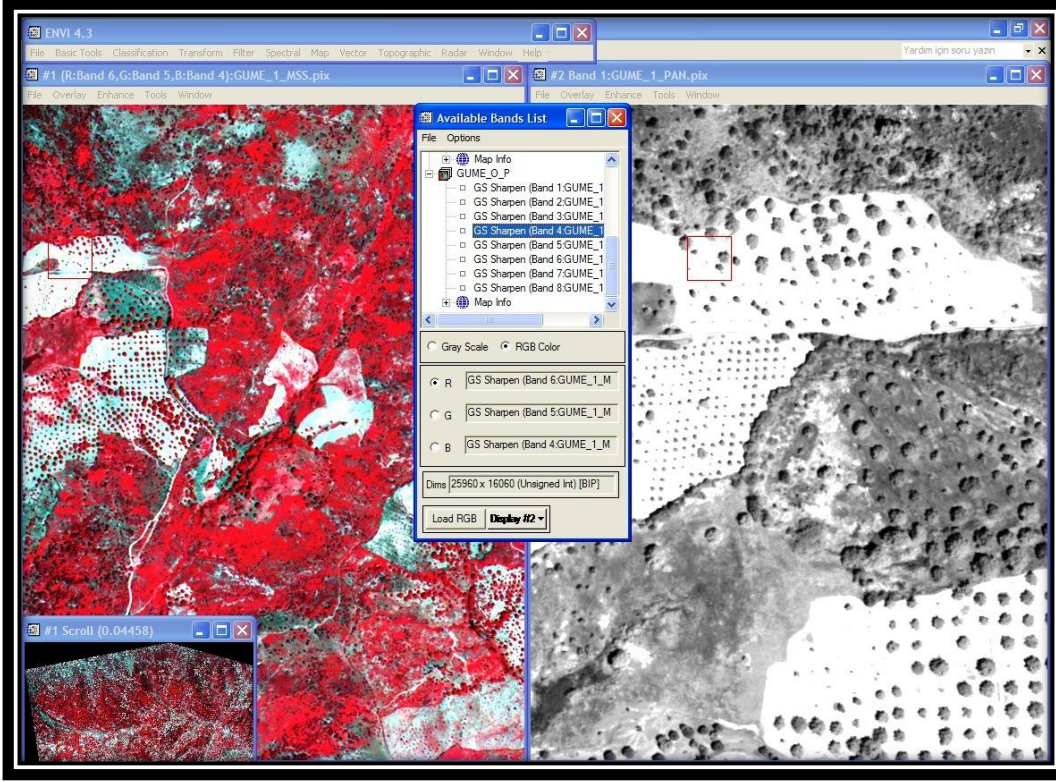 ENVI 4.3
File Basic Tools Classification Transform Filter Spectral Map Vector Topographic Radar Window Help
Yardım için soru yazın
#1 (R:Band 6,G:Band 5,B:Band 4):GUME_1_MSS.pix
File Overlay Enhance Tools Window
#2 Band 1:GUME_1_PAN.pix
File Overlay Enhance Tools Window
Available Bands List
File Options
Map Info
GUME_O_P
GS Sharpen (Band 1:GUME_1
GS Sharpen (Band 2:GUME_1
GS Sharpen (Band 3:GUME_1
GS Sharpen (Band 4:GUME_1
GS Sharpen (Band 5:GUME_1
GS Sharpen (Band 6:GUME_1
GS Sharpen (Band 7:GUME_1
GS Sharpen (Band 8:GUME_1
Map Info
Gray Scale RGB Color
R GS Sharpen (Band 6:GUME_1_M
G GS Sharpen (Band 5:GUME_1_M
B GS Sharpen (Band 4:GUME_1_M
Dims 25960 x 16060 (Unsigned Int) [BIP]
Load RGB Display #2
#1 Scroll (0.04458)